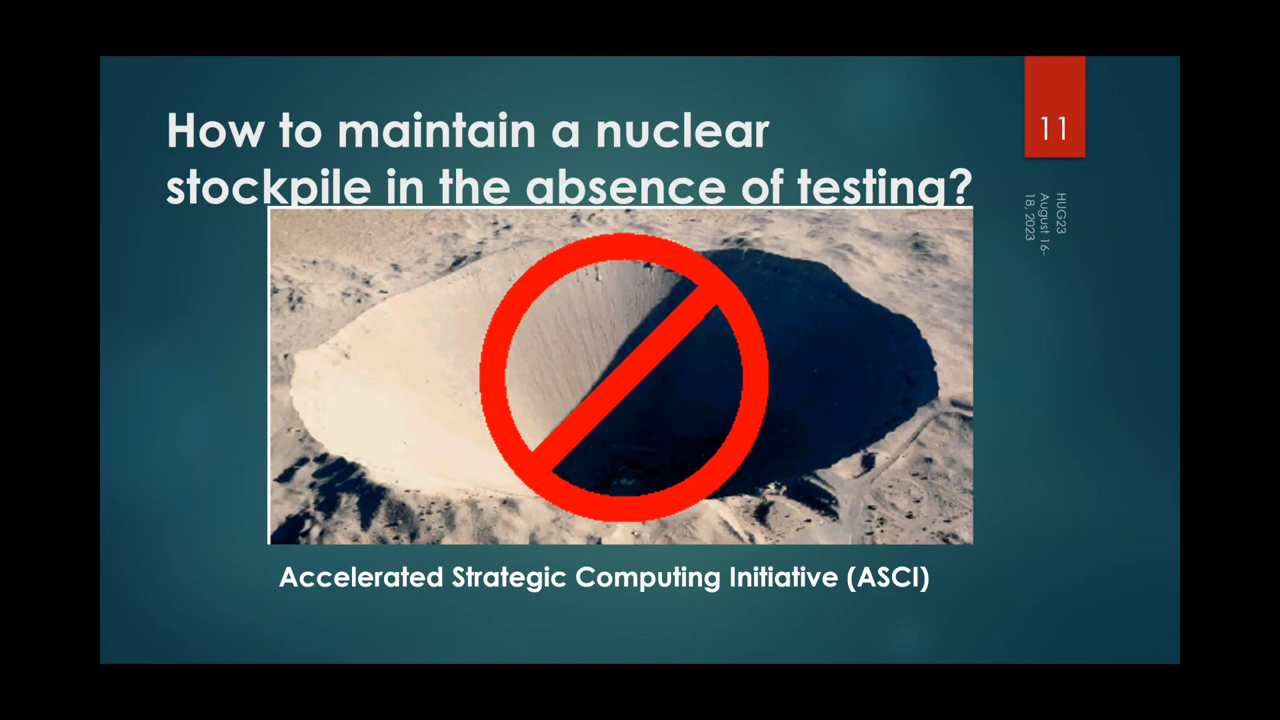 How to maintain a nuclear
stockpile in the absence of testing?
11
HUG23
August 16-
18, 2023
Accelerated Strategic Computing Initiative (ASCI)